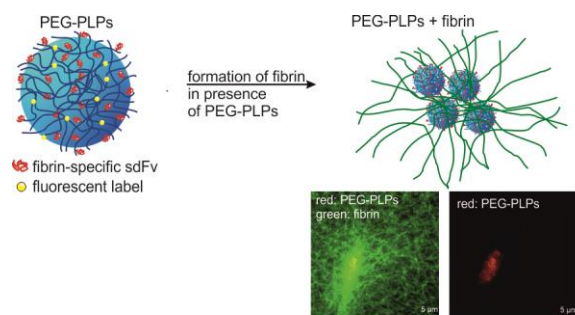 PEG-PLPs
fibrin-specific sdFv
fluorescent label
formation of fibrin
in presence
of PEG-PLPs
PEG-PLPs + fibrin
red: PEG-PLPs
green: fibrin
5 µm
red: PEG-PLPs
5 µm